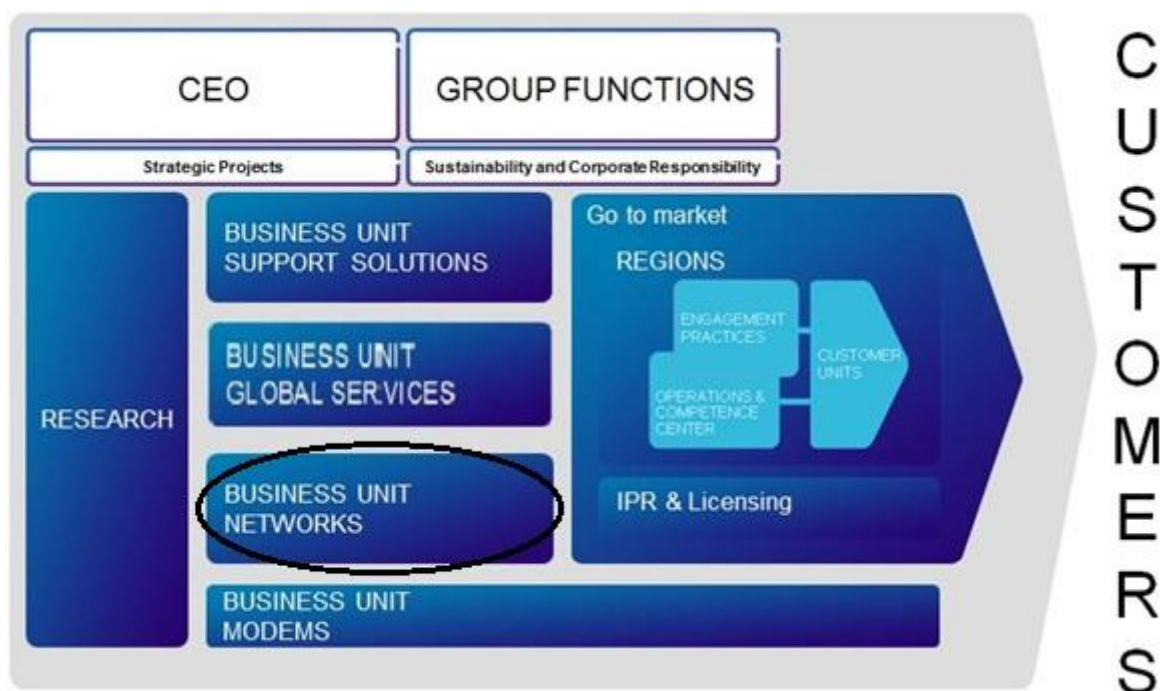 CEO
GROUP FUNCTIONS
Strategic Projects
Sustainability and Corporate Responsibility
RESEARCH
BUSINESS UNIT
SUPPORT SOLUTIONS
BUSINESS UNIT
GLOBAL SERVICES
BUSINESS UNIT
NETWORKS
BUSINESS UNIT
MODEMS
Go to market
REGIONS
ENGAGEMENT
PRACTICES
OPERATIONS &
COMPETENCE
CENTER
CUSTOMER
UNITS
IPR & Licensing
CUSTOMERS